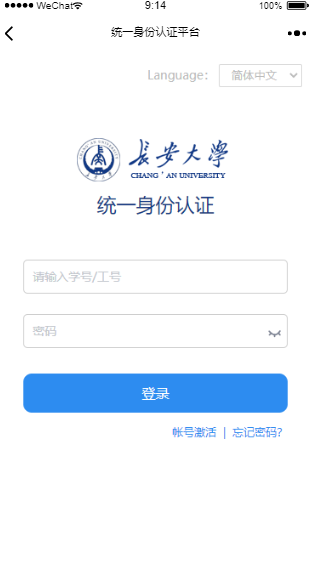 WeChat 9:14 100%
统一身份认证平台
Language: 简体中文
长安大学
CHANG'AN UNIVERSITY
统一身份认证
请输入学号/工号
密码
登录
帐号激活 | 忘记密码?